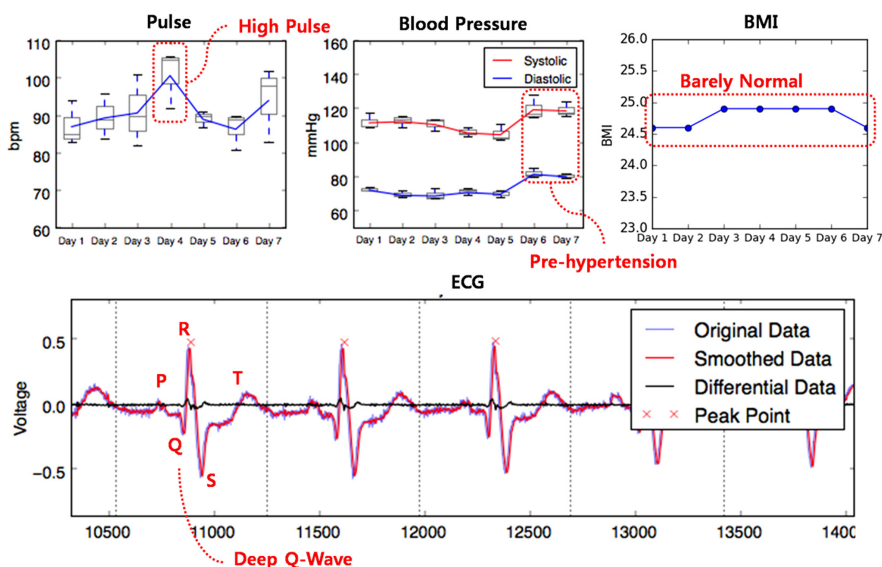 Pulse
High Pulse
110
100
90
80
70
60
bpm
Day 1 Day 2 Day 3 Day 4 Day 5 Day 6 Day 7
Blood Pressure
Systolic
Diastolic
160
140
120
100
80
60
mmHg
Day 1 Day 2 Day 3 Day 4 Day 5 Day 6 Day 7
Pre-hypertension
BMI
Barely Normal
26.0
25.5
25.0
24.5
24.0
23.5
23.0
BMI
Day 1 Day 2 Day 3 Day 4 Day 5 Day 6 Day 7
ECG
R
P
T
Q
S
Original Data
Smoothed Data
Differential Data
Peak Point
0.5
0.0
-0.5
Voltage
10500 11000 11500 12000 12500 13000 13500 1400
Deep Q-Wave